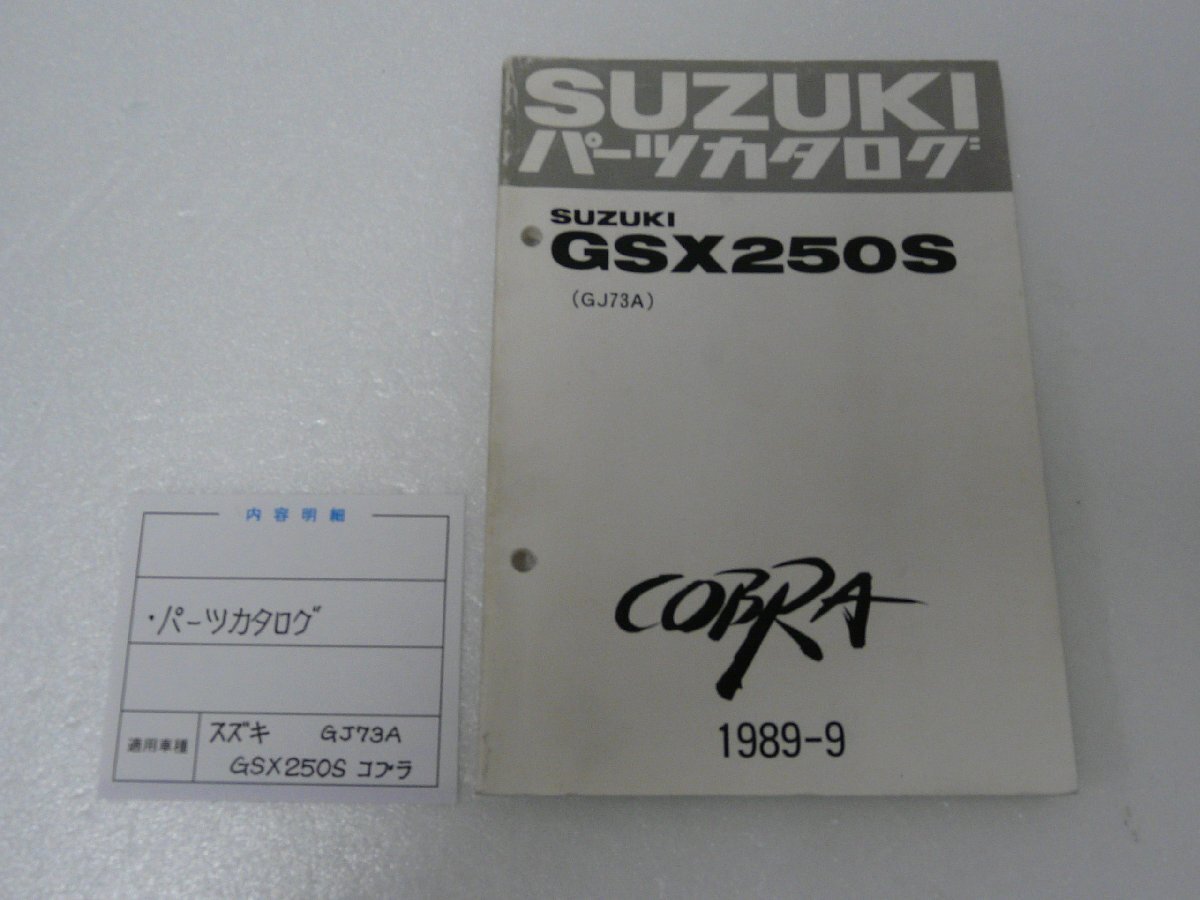 SUZUKI
パーツカタログ
SUZUKI
GSX250S
(GJ73A)
COBRA
1989-9
内容明細
・パーツカタログ
適用車種
スズキ GJ73A
GSX250S コブラ